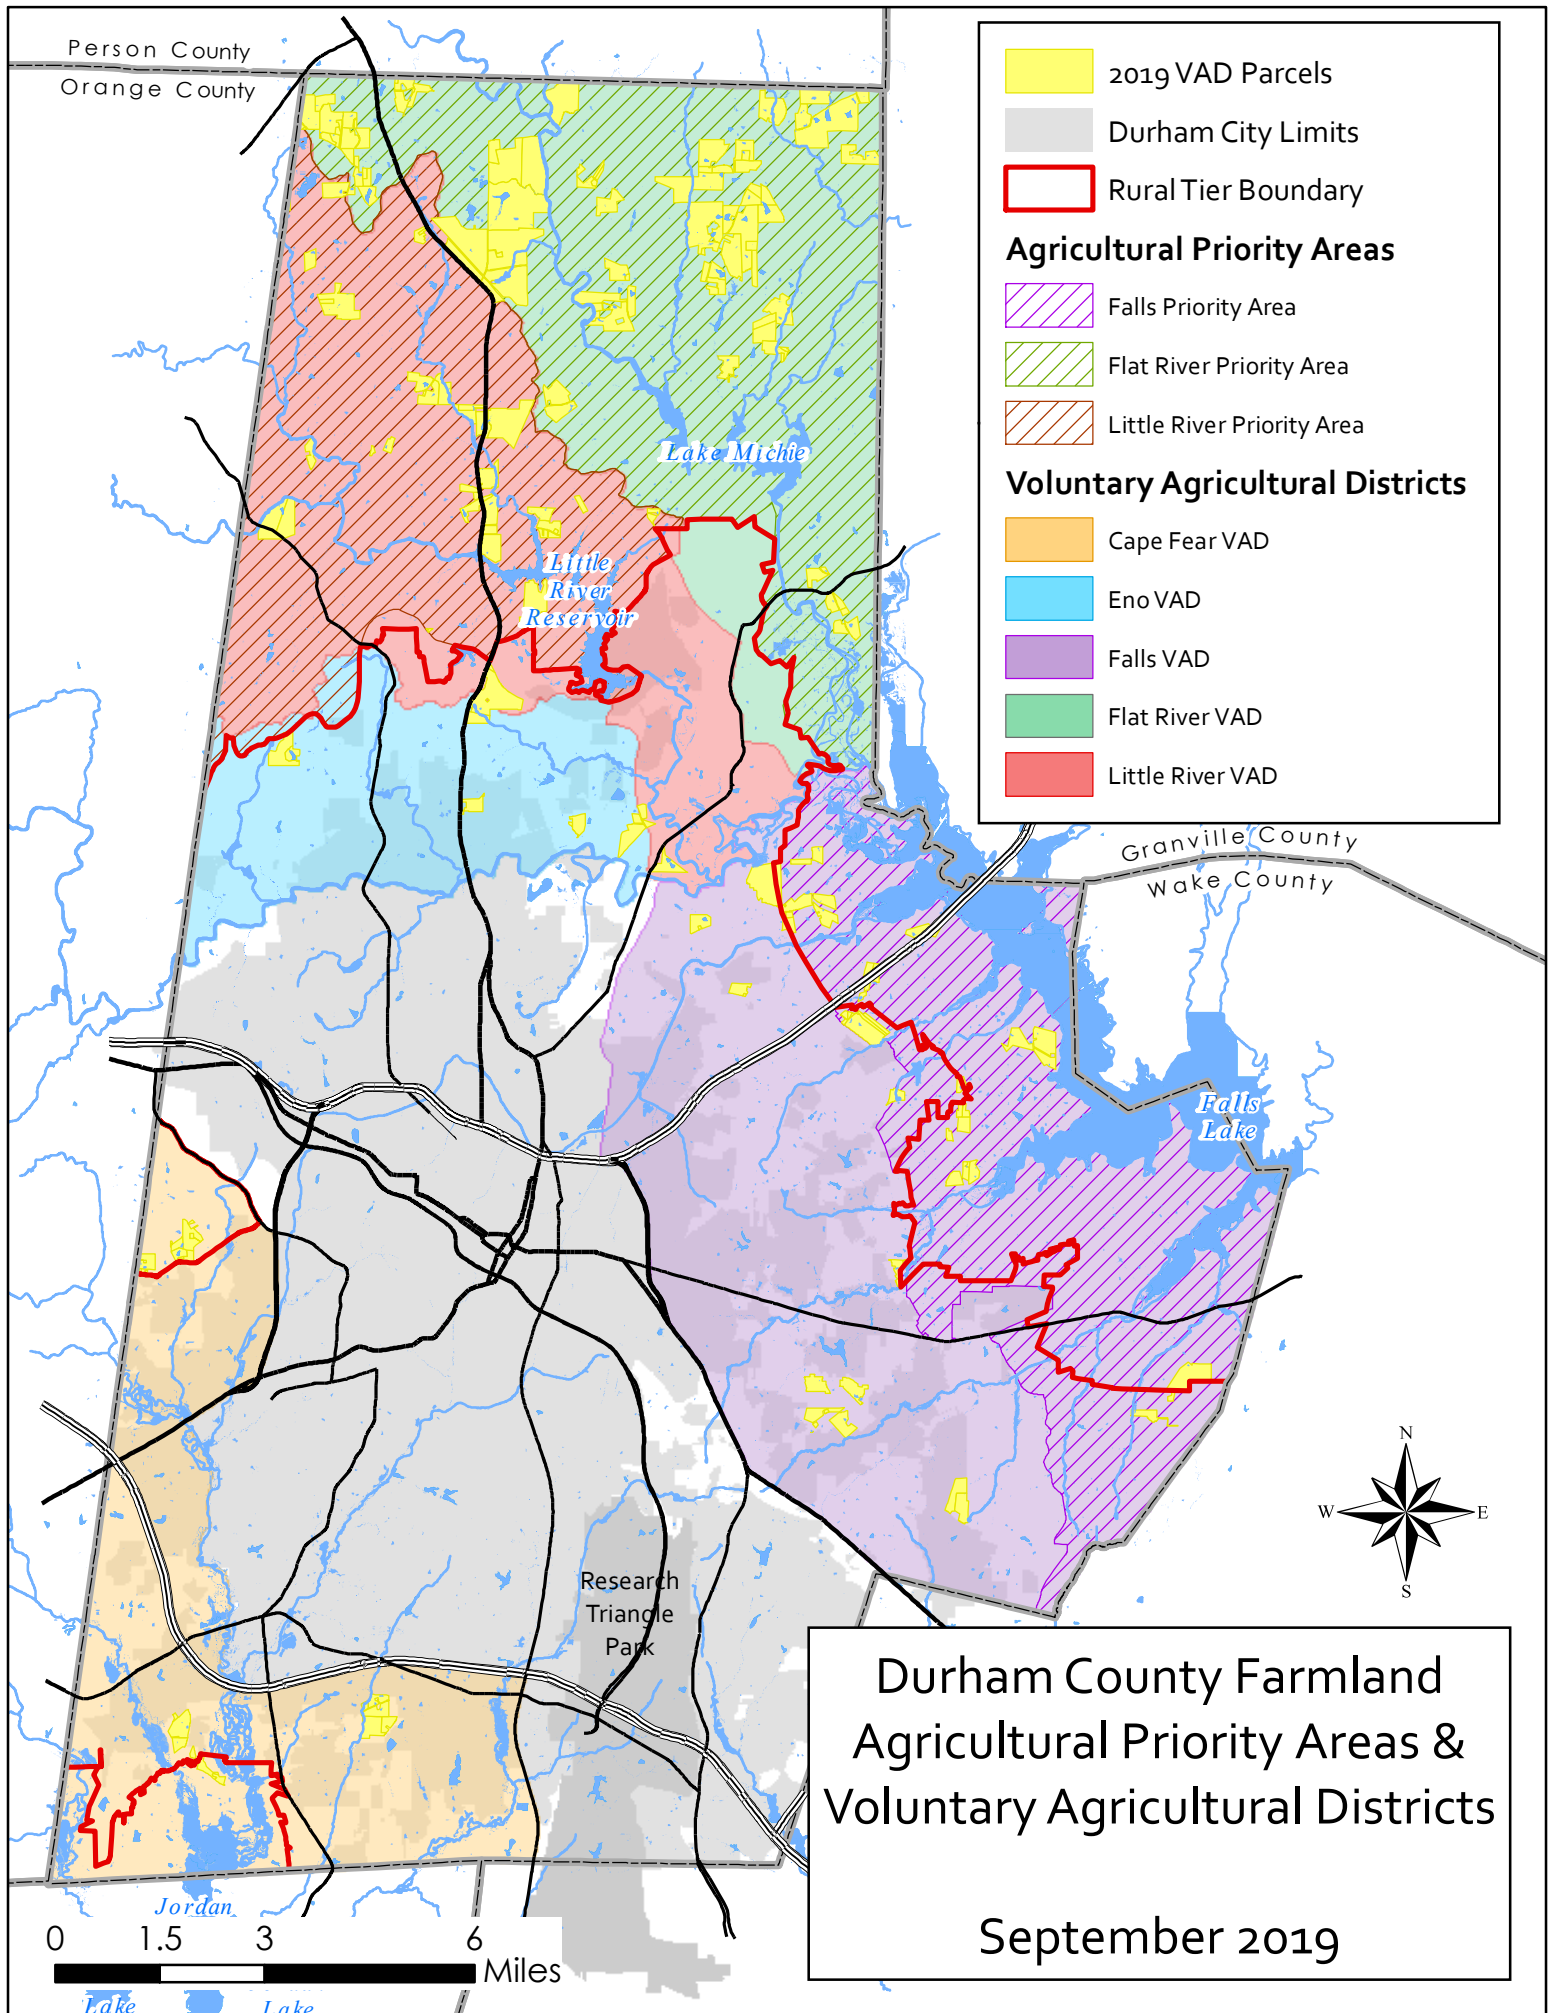 Person County
Orange County
2019 VAD Parcels
Durham City Limits
Rural Tier Boundary
Agricultural Priority Areas
Falls Priority Area
Flat River Priority Area
Little River Priority Area
Voluntary Agricultural Districts
Cape Fear VAD
Eno VAD
Falls VAD
Flat River VAD
Little River VAD
Lake Michie
Little
River
Reservoir
Granville County
Wake County
Falls
Lake
N
W E
S
Research
Triangle
Park
Durham County Farmland
Agricultural Priority Areas &
Voluntary Agricultural Districts
September 2019
Jordan
0 1.5 3 6
Miles
Lake Lake